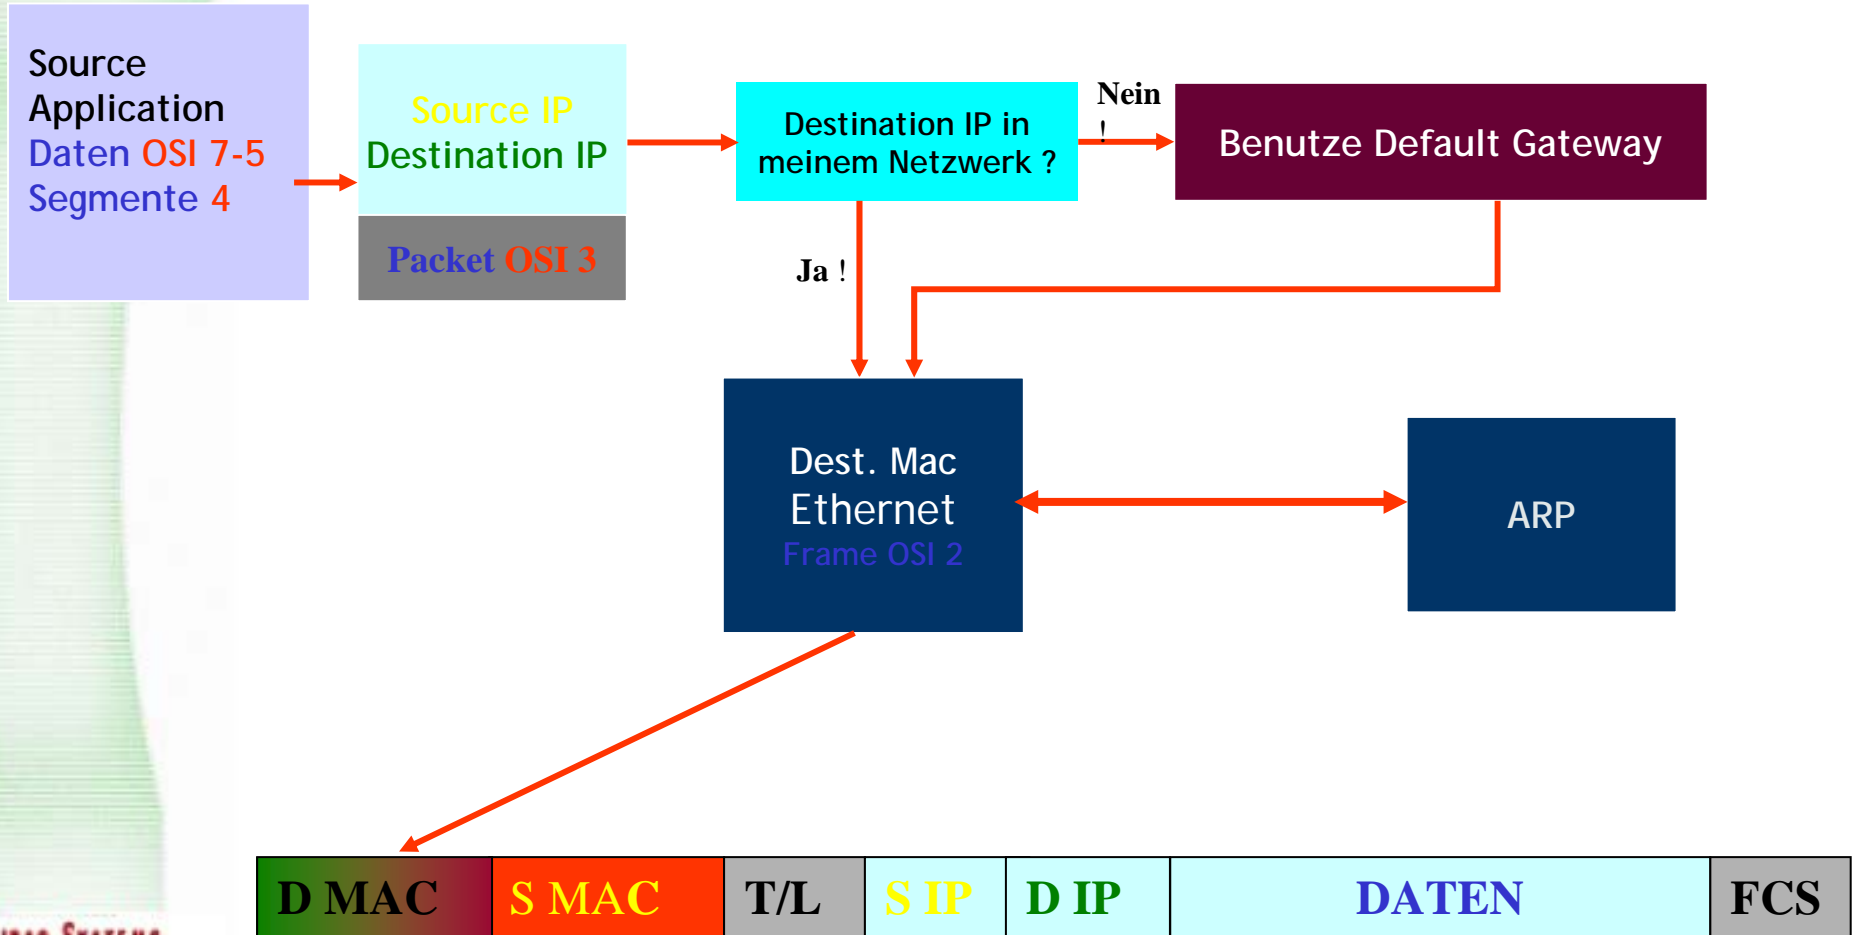 Source
Application
Daten OSI 7-5
Segmente 4
Source IP
Destination IP
Packet OSI 3
Destination IP in
meinem Netzwerk ?
Nein
!
Benutze Default Gateway
Ja !
Dest. Mac
Ethernet
Frame OSI 2
ARP
D MAC S MAC T/L S IP D IP DATEN FCS